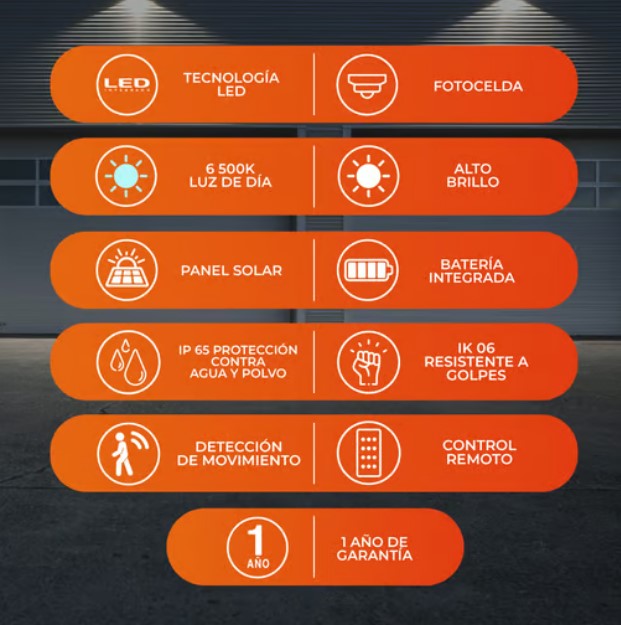 LED
INTEGRADO
TECNOLOGÍA
LED
FOTOCELDA
6 500K
LUZ DE DÍA
ALTO
BRILLO
PANEL SOLAR
BATERÍA
INTEGRADA
IP 65 PROTECCIÓN
CONTRA
AGUA Y POLVO
IK 06
RESISTENTE A
GOLPES
DETECCIÓN
DE MOVIMIENTO
CONTROL
REMOTO
1
AÑO
1 AÑO DE
GARANTÍA